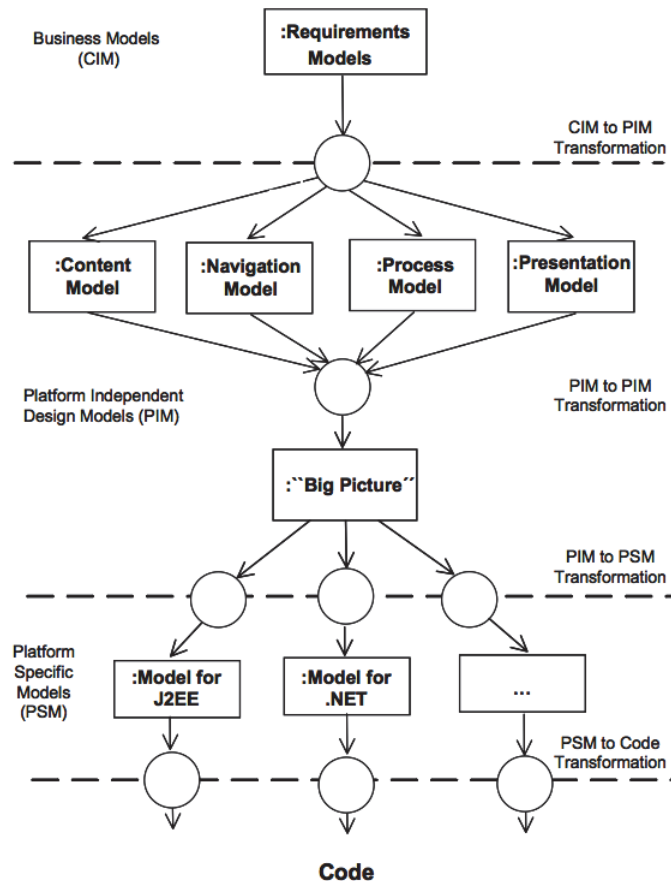 Business Models
(CIM)
:Requirements
Models
CIM to PIM
Transformation
:Content
Model
:Navigation
Model
:Process
Model
:Presentation
Model
Platform Independent
Design Models (PIM)
PIM to PIM
Transformation
:``Big Picture´´
PIM to PSM
Transformation
Platform
Specific
Models
(PSM)
:Model for
J2EE
:Model for
.NET
...
PSM to Code
Transformation
Code